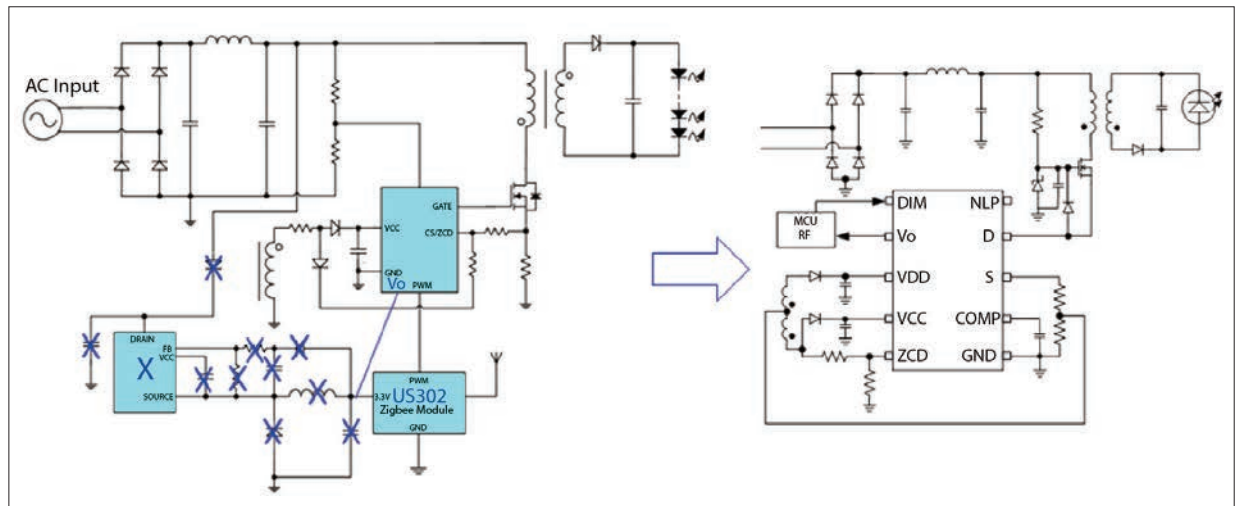 AC Input
GATE
VCC
CS/ZCD
GND
Vo
PWM
DRAIN
FB
VCC
X
SOURCE
PWM
3.3V
US302
Zigbee Module
GND
MCU
RF
DIM
NLP
Vo
D
VDD
S
VCC
COMP
ZCD
GND